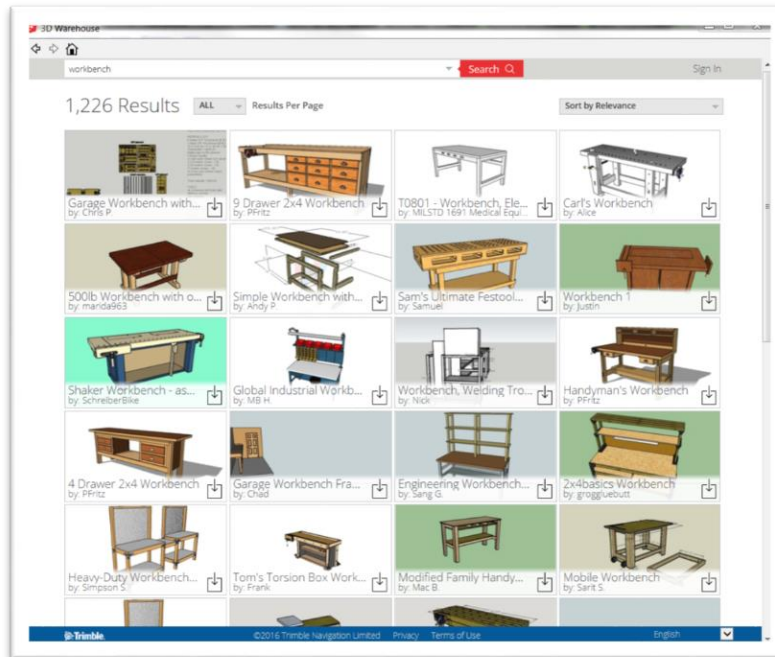 3D Warehouse
workbench
Search
Sign In
1,226 Results
ALL
Results Per Page
Sort by Relevance
Garage Workbench with...
by: Chris P.
9 Drawer 2x4 Workbench
by: PFritz
T0801 - Workbench, Ele...
by: MILSTD 1691 Medical Equi...
Carl's Workbench
by: Alice
500lb Workbench with o...
by: marida963
Simple Workbench with...
by: Andy P.
Sam's Ultimate Festool...
by: Samuel
Workbench 1
by: Justin
Shaker Workbench - as...
by: SchreiberBike
Global Industrial Workb...
by: MB H.
Workbench, Welding Tro...
by: Nick
Handyman's Workbench
by: PFritz
4 Drawer 2x4 Workbench
by: PFritz
Garage Workbench Fra...
by: Chad
Engineering Workbench...
by: Sang G.
2x4basics Workbench
by: groggluebutt
Heavy-Duty Workbench...
by: Simpson S.
Tom's Torsion Box Work...
by: Frank
Modified Family Handy...
by: Mac B.
Mobile Workbench
by: Sarit S.
Trimble.
©2016 Trimble Navigation Limited
Privacy
Terms of Use
English